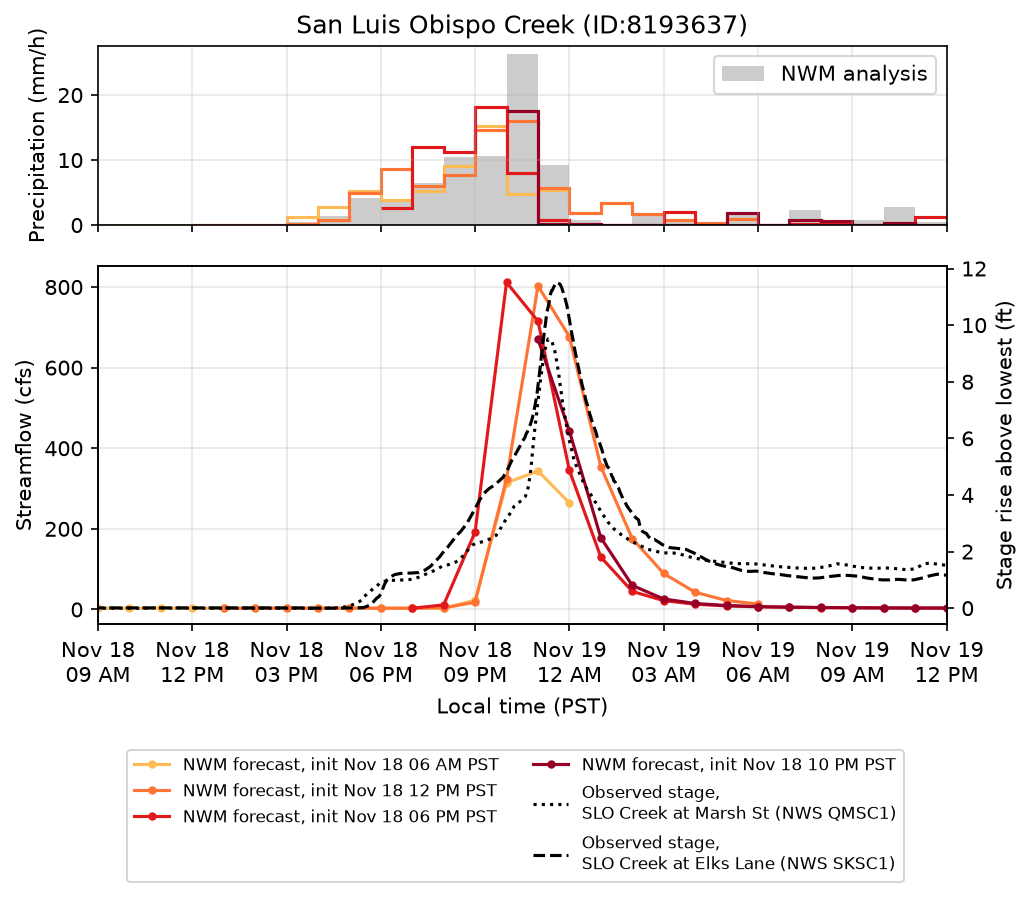 San Luis Obispo Creek (ID:8193637)
Precipitation (mm/h)
20
10
0
NWM analysis
Streamflow (cfs)
800
600
400
200
0
12
10
8
6
4
2
0
Stage rise above lowest (ft)
Nov 18 Nov 18 Nov 18 Nov 18 Nov 18 Nov 19 Nov 19 Nov 19 Nov 19 Nov 19
09 AM 12 PM 03 PM 06 PM 09 PM 12 AM 03 AM 06 AM 09 AM 12 PM
Local time (PST)
NWM forecast, init Nov 18 06 AM PST
NWM forecast, init Nov 18 12 PM PST
NWM forecast, init Nov 18 06 PM PST
NWM forecast, init Nov 18 10 PM PST
Observed stage,
SLO Creek at Marsh St (NWS QMSC1)
Observed stage,
SLO Creek at Elks Lane (NWS SKSC1)